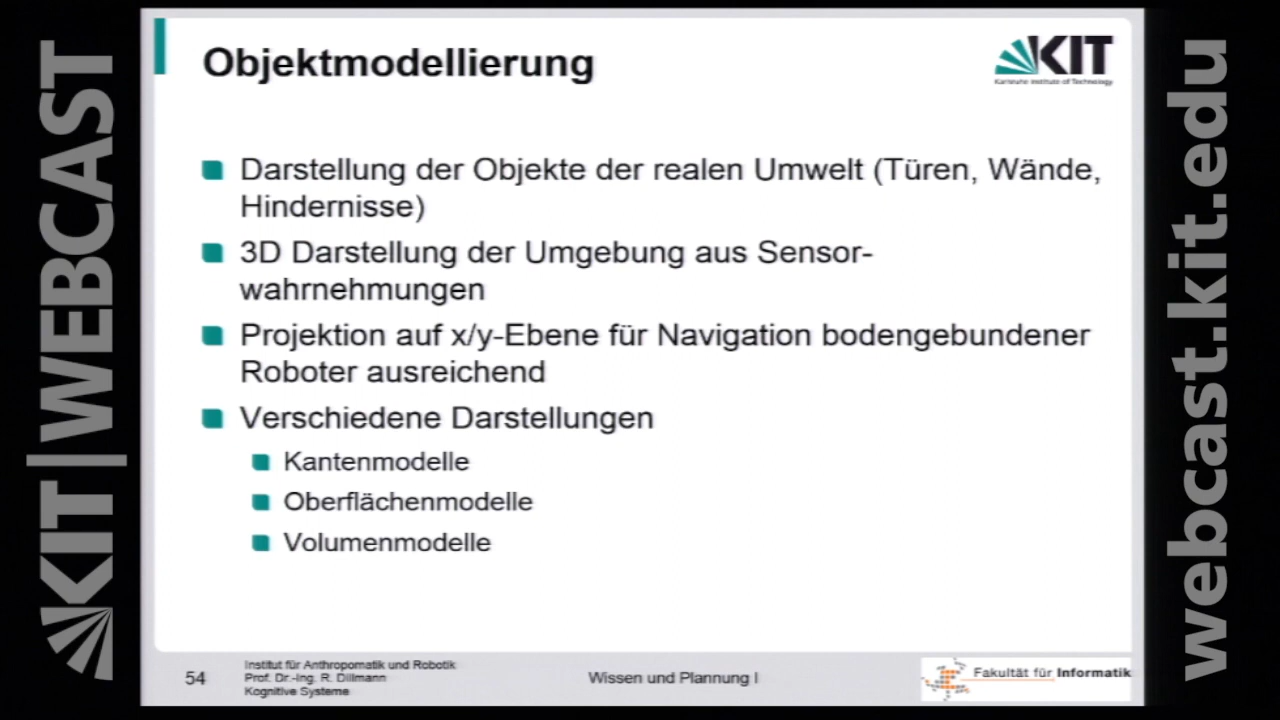 KIT|WEBCAST
Objektmodellierung
KIT
Karlsruhe Institute of Technology
Darstellung der Objekte der realen Umwelt (Türen, Wände,
Hindernisse)
3D Darstellung der Umgebung aus Sensor-
wahrnehmungen
Projektion auf x/y-Ebene für Navigation bodengebundener
Roboter ausreichend
Verschiedene Darstellungen
Kantenmodelle
Oberflächenmodelle
Volumenmodelle
54
Institut für Anthropomatik und Robotik
Prof. Dr.-Ing. R. Dillmann
Kognitive Systeme
Wissen und Plannung I
Fakultät für Informatik
webcast.kit.edu